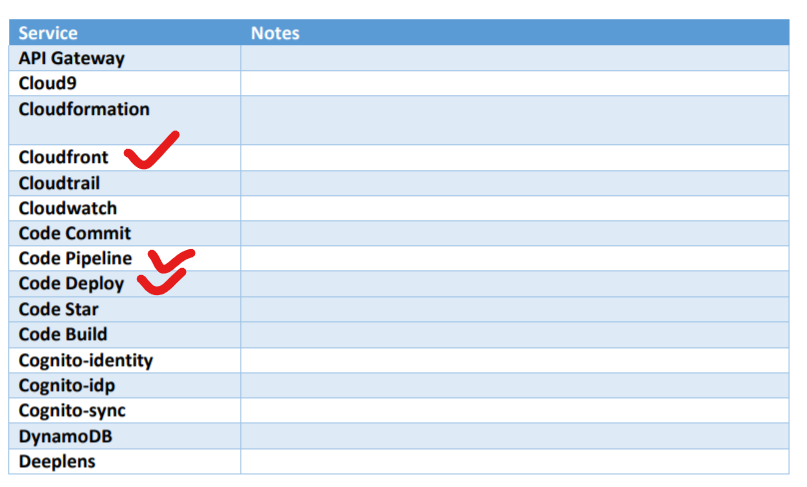 Service Notes
API Gateway
Cloud9
Cloudformation
Cloudfront
Cloudtrail
Cloudwatch
Code Commit
Code Pipeline
Code Deploy
Code Star
Code Build
Cognito-identity
Cognito-idp
Cognito-sync
DynamoDB
Deeplens